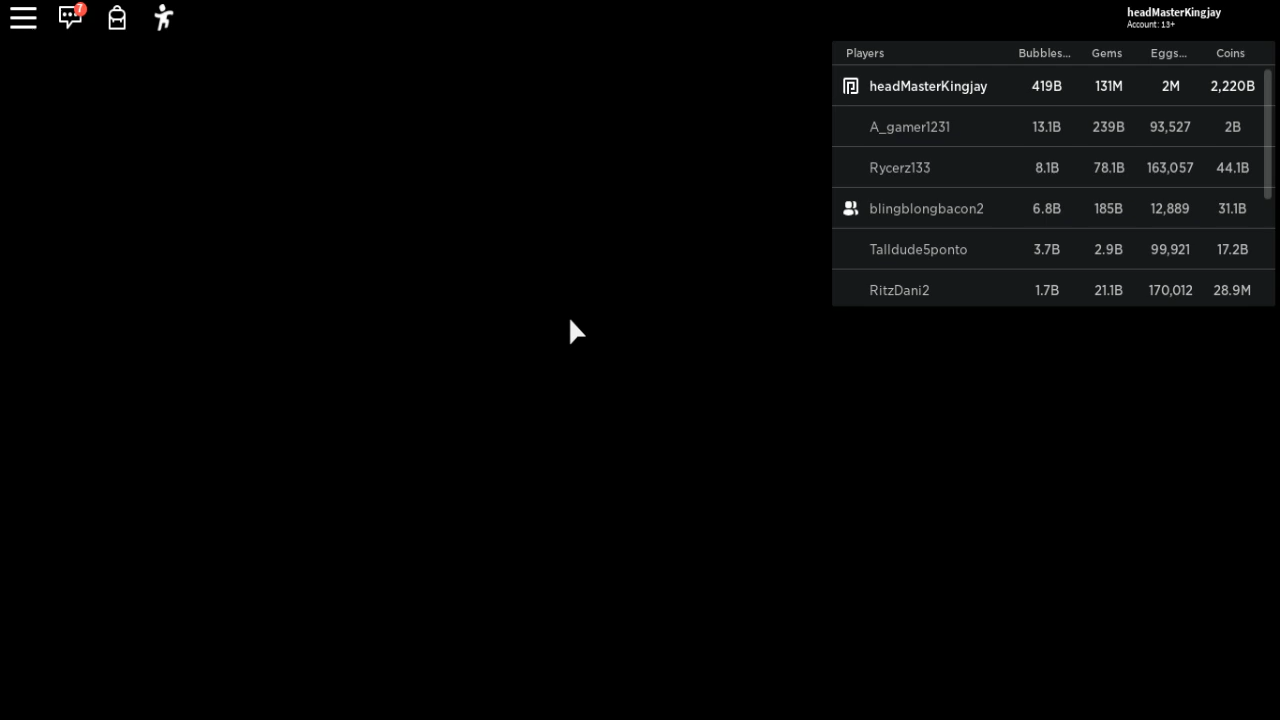 7
headMasterKingjay
Account: 13+
Players Bubbles... Gems Eggs... Coins
headMasterKingjay 419B 131M 2M 2,220B
A_gamer1231 13.1B 239B 93,527 2B
Rycerz133 8.1B 78.1B 163,057 44.1B
blingblongbacon2 6.8B 185B 12,889 31.1B
Talldude5ponto 3.7B 2.9B 99,921 17.2B
RitzDani2 1.7B 21.1B 170,012 28.9M